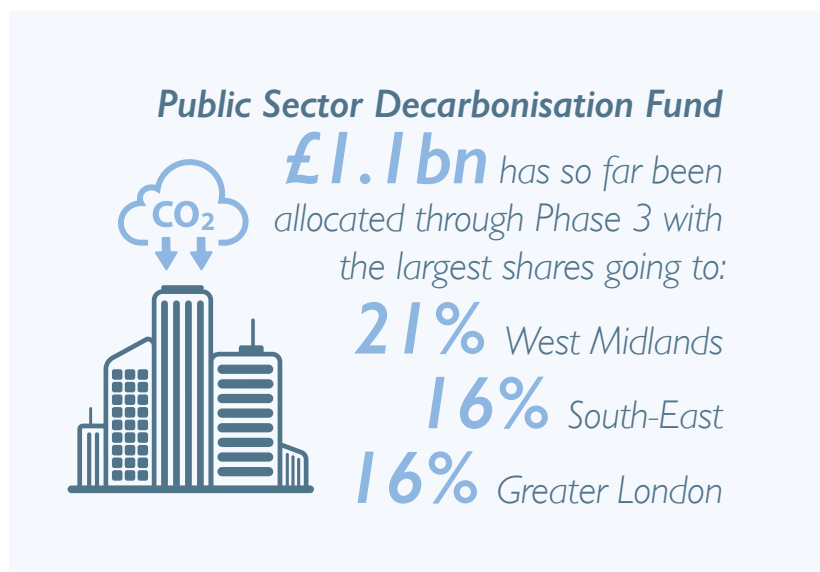 Public Sector Decarbonisation Fund
£1.1bn has so far been
CO₂
allocated through Phase 3 with
the largest shares going to:
21% West Midlands
16% South-East
16% Greater London